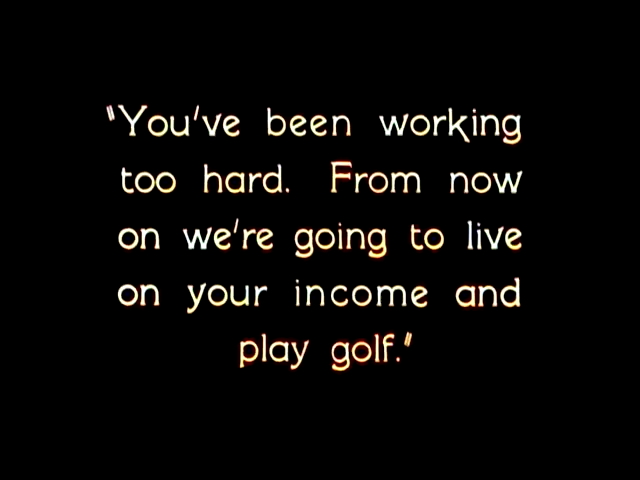 "You've been working
too hard. From now
on we're going to live
on your income and
play golf."